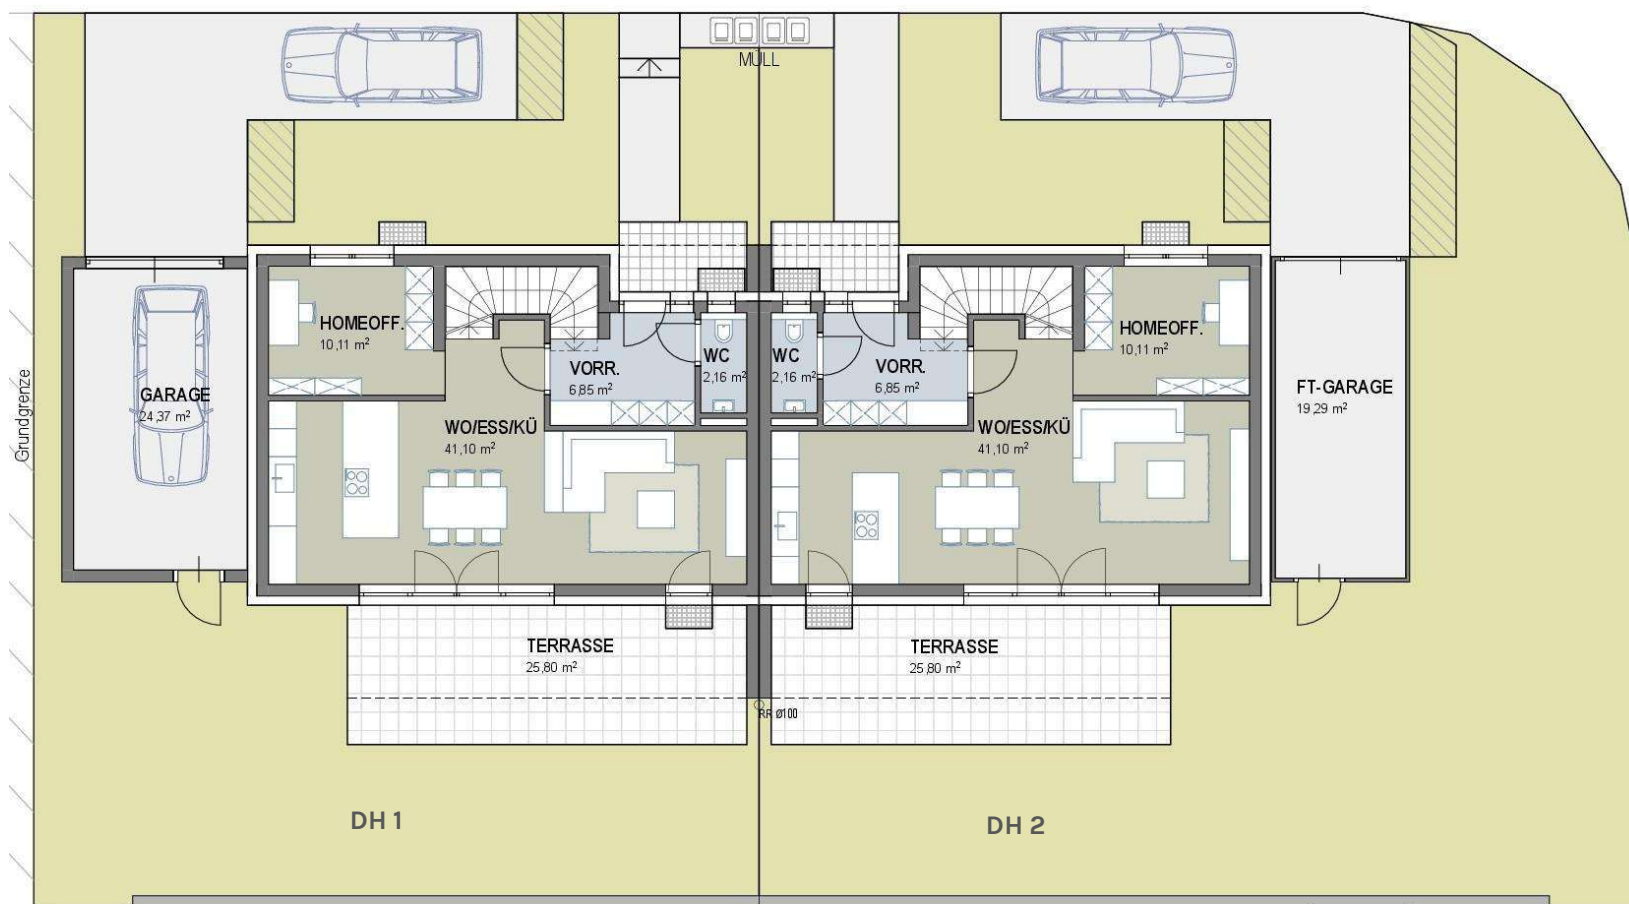 MÜLL
Grundgrenze
GARAGE
24,37 m²
HOMEOFF.
10,11 m²
VORR.
6,85 m²
WC
2,16 m²
WO/ESS/KÜ
41,10 m²
TERRASSE
25,80 m²
WC
2,16 m²
VORR.
6,85 m²
HOMEOFF.
10,11 m²
WO/ESS/KÜ
41,10 m²
FT-GARAGE
19,29 m²
TERRASSE
25,80 m²
RR Ø100
DH 1
DH 2